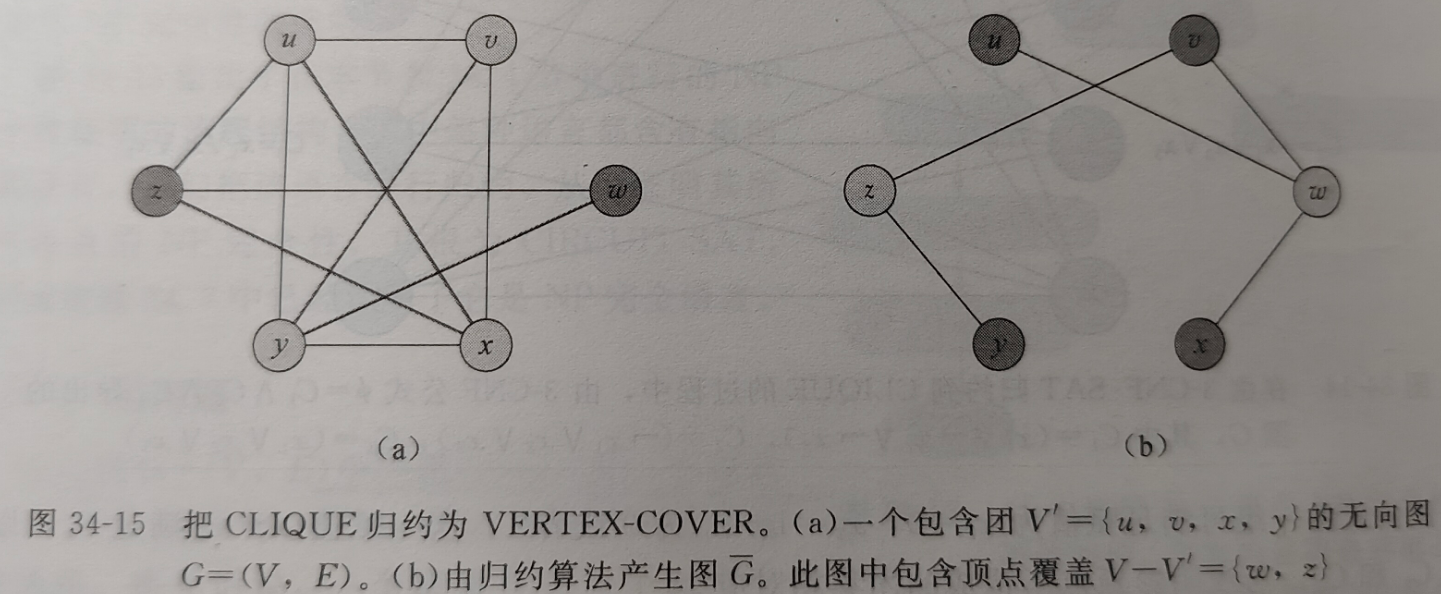 u v u v
z w z w
y x y x
(a) (b)
图 34-15 把 CLIQUE 归约为 VERTEX-COVER。(a)一个包含团 V′={u, v, x, y}的无向图
G=(V, E)。(b)由归约算法产生图 G̅。此图中包含顶点覆盖 V−V′={w, z}